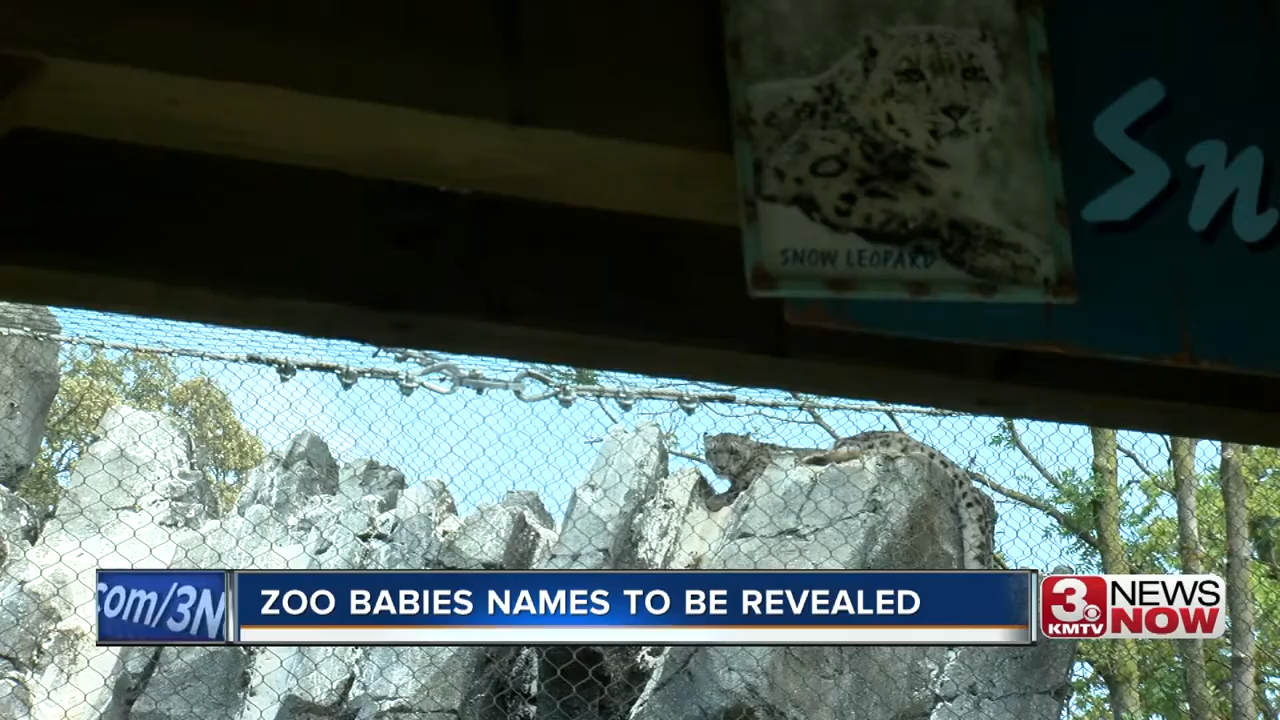 Sn
SNOW LEOPARD
com/3N
ZOO BABIES NAMES TO BE REVEALED
3
KMTV
NEWS
NOW